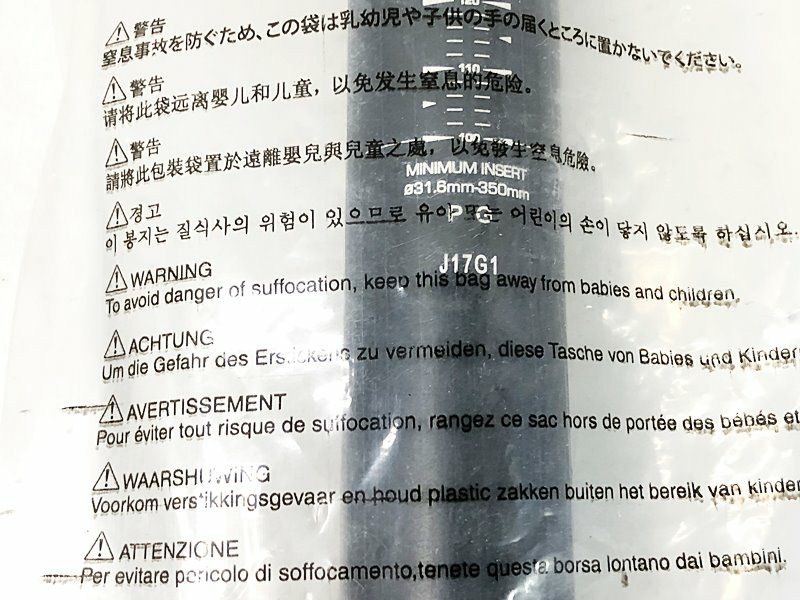 120
警告
窒息事故を防ぐため、この袋は乳幼児や子供の手の届くところに置かないでください。
110
警告
请将此袋远离婴儿和儿童，以免发生窒息的危险。
100
警告
請將此包裝袋置於遠離嬰兒與兒童之處，以免發生窒息危險。
MINIMUM INSERT
ø31.6mm-350mm
P G
경고
이 봉지는 질식사의 위험이 있으므로 유아 또는 어린이의 손이 닿지 않도록 하십시오.
J17G1
WARNING
To avoid danger of suffocation, keep this bag away from babies and children.
ACHTUNG
Um die Gefahr des Erstickens zu vermeiden, diese Tasche von Babies und Kinder
AVERTISSEMENT
Pour éviter tout risque de suffocation, rangez ce sac hors de portée des bébés et
WAARSHUWING
Voorkom verstikkingsgevaar en houd plastic zakken buiten het bereik van kinder
ATTENZIONE
Per evitare pericolo di soffocamento,tenete questa borsa lontano dai bambini.